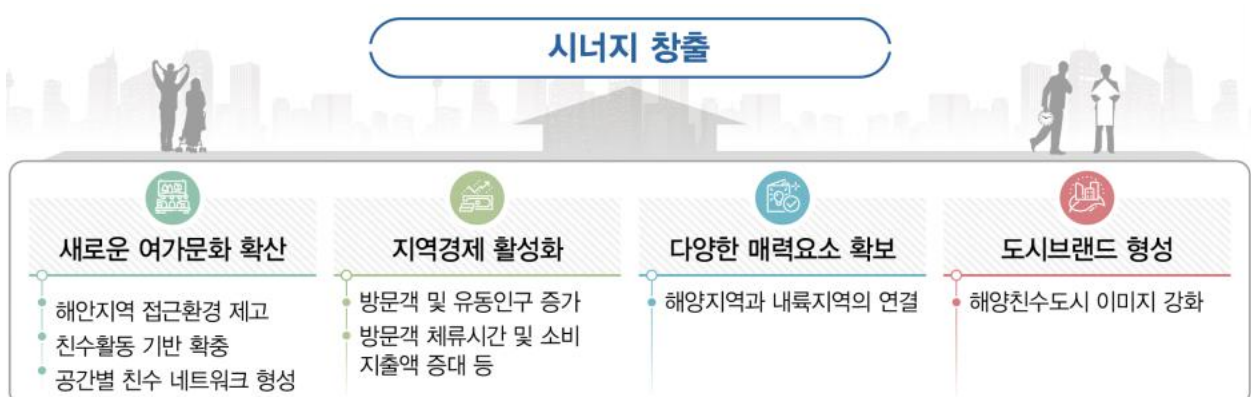 시너지 창출
새로운 여가문화 확산
해안지역 접근환경 제고
친수활동 기반 확충
공간별 친수 네트워크 형성
지역경제 활성화
방문객 및 유동인구 증가
방문객 체류시간 및 소비
지출액 증대 등
다양한 매력요소 확보
해양지역과 내륙지역의 연결
도시브랜드 형성
해양친수도시 이미지 강화